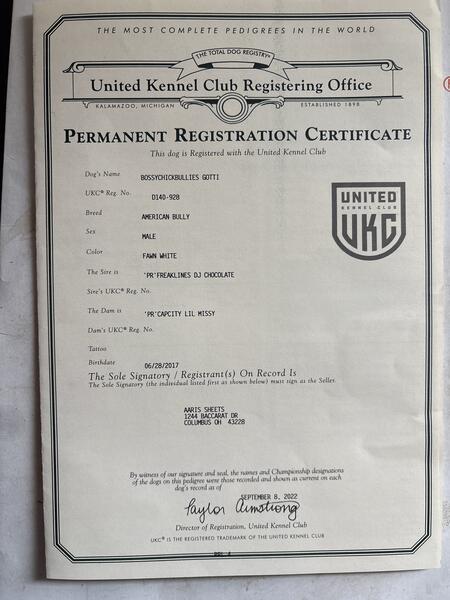 THE MOST COMPLETE PEDIGREES IN THE WORLD
THE TOTAL DOG REGISTRY®
United Kennel Club Registering Office
KALAMAZOO, MICHIGAN ESTABLISHED 1898
PERMANENT REGISTRATION CERTIFICATE
This dog is Registered with the United Kennel Club
Dog's Name BOSSYCHICKBULLIES GOTTI
UKC® Reg. No. D140-928
Breed AMERICAN BULLY
Sex MALE
Color FAWN WHITE
The Sire is 'PR'FREAKLINES DJ CHOCOLATE
Sire's UKC® Reg. No.
The Dam is 'PR'CAPCITY LIL MISSY
Dam's UKC® Reg. No.
Tattoo
Birthdate 06/28/2017
UNITED
KENNEL CLUB
UKC
The Sole Signatory / Registrant(s) On Record Is
The Sole Signatory (the individual listed first as shown below) must sign as the Seller.
AARIS SHEETS
1244 BACCARAT DR
COLUMBUS OH 43228
By witness of our signature and seal, the names and Championship designations
of the dogs on this pedigree were those recorded and shown as current on each
dog's record as of
SEPTEMBER 8, 2022
Taylor Armstrong
Director of Registration, United Kennel Club
UKC® IS THE REGISTERED TRADEMARK OF THE UNITED KENNEL CLUB